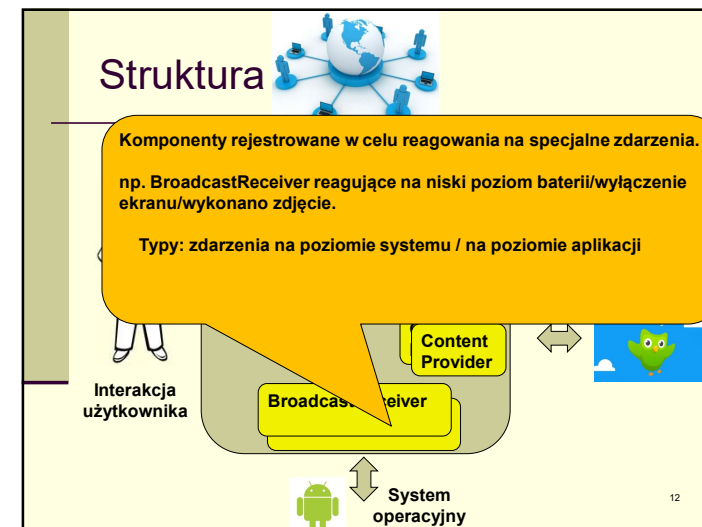 Struktura
Komponenty rejestrowane w celu reagowania na specjalne zdarzenia.
np. BroadcastReceiver reagujące na niski poziom baterii/wyłączenie
ekranu/wykonano zdjęcie.
Typy: zdarzenia na poziomie systemu / na poziomie aplikacji
Content
Provider
Interakcja
użytkownika
System
operacyjny
12